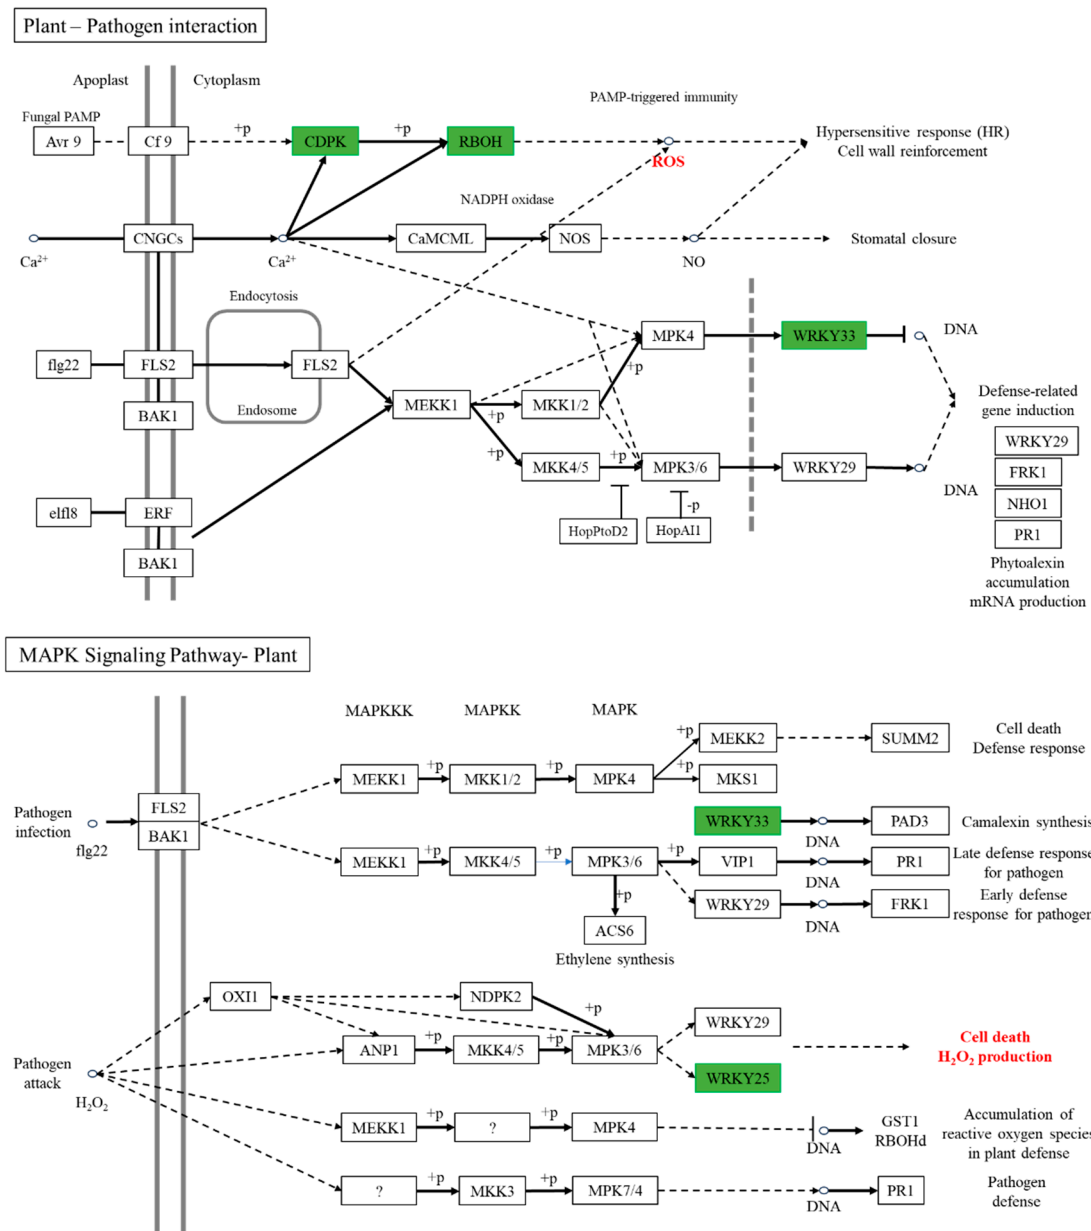 Plant – Pathogen interaction
Apoplast
Cytoplasm
Fungal PAMP
PAMP-triggered immunity
Avr 9
Cf 9
+p
CDPK
+p
RBOH
ROS
Hypersensitive response (HR)
Cell wall reinforcement
NADPH oxidase
CNGCs
CaMCML
NOS
Stomatal closure
Ca2+
Ca2+
NO
Endocytosis
MPK4
WRKY33
DNA
flg22
FLS2
FLS2
+p
Endosome
BAK1
MEKK1
MKK1/2
+p
Defense-related
gene induction
WRKY29
+p
+p
MKK4/5
MPK3/6
WRKY29
FRK1
DNA
elfl8
ERF
-p
NHO1
HopPtoD2
HopAI1
PR1
BAK1
Phytoalexin
accumulation
mRNA production
MAPK Signaling Pathway- Plant
MAPKKK
MAPKK
MAPK
+p
MEKK2
SUMM2
Cell death
Defense response
MEKK1
+p
MKK1/2
+p
MPK4
+p
MKS1
Pathogen
infection
flg22
FLS2
BAK1
WRKY33
DNA
PAD3
Camalexin synthesis
MEKK1
+p
MKK4/5
+p
MPK3/6
+p
VIP1
DNA
PR1
Late defense response
for pathogen
+p
WRKY29
DNA
FRK1
Early defense
response for pathogen
ACS6
Ethylene synthesis
OXI1
NDPK2
+p
WRKY29
ANP1
+p
MKK4/5
+p
MPK3/6
Cell death
H2O2 production
Pathogen
attack
H2O2
WRKY25
MEKK1
+p
?
+p
MPK4
DNA
GST1
RBOHd
Accumulation of
reactive oxygen species
in plant defense
?
+p
MKK3
+p
MPK7/4
DNA
PR1
Pathogen
defense